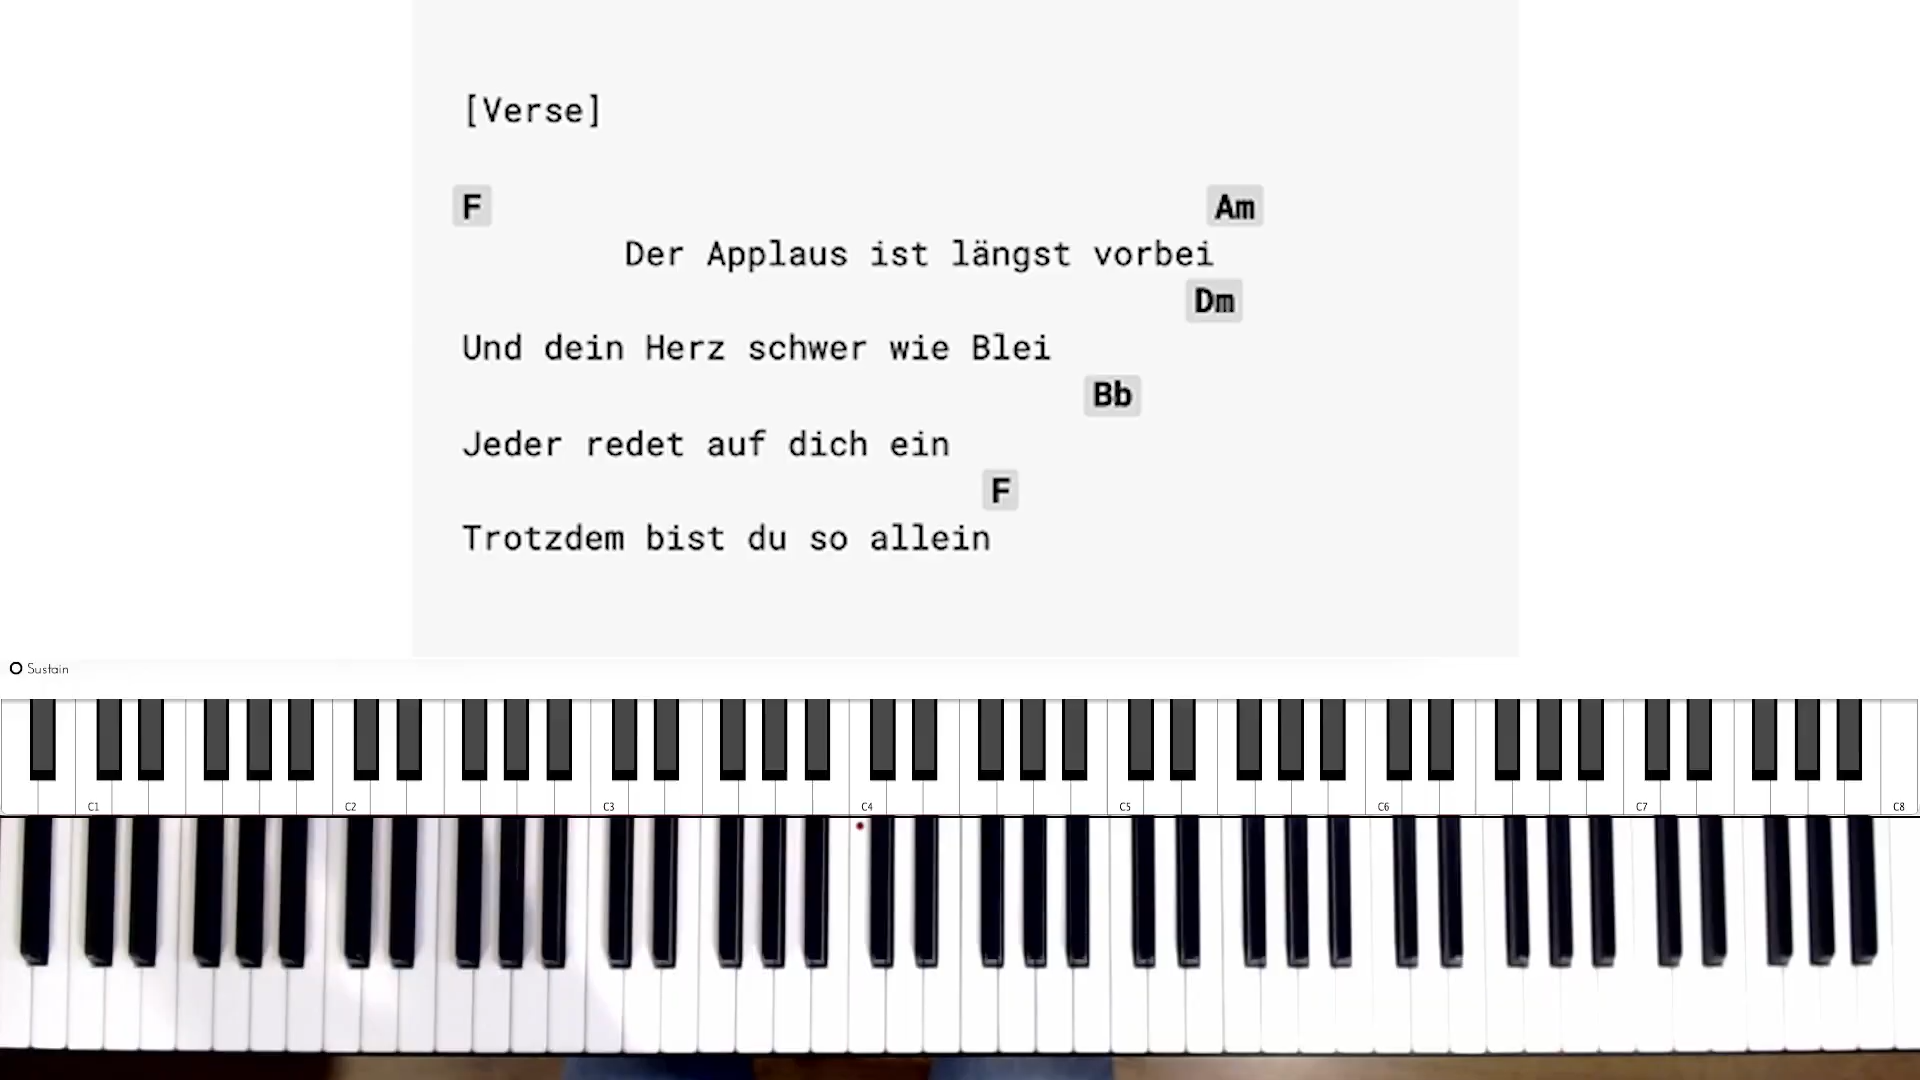 [Verse]
F Am
Der Applaus ist längst vorbei
Dm
Und dein Herz schwer wie Blei
Bb
Jeder redet auf dich ein
F
Trotzdem bist du so allein
Sustain
C1 C2 C3 C4 C5 C6 C7 C8